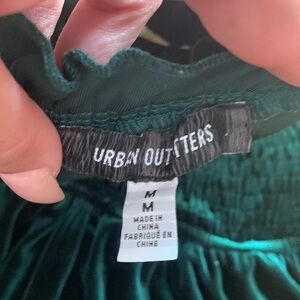 URBAN OUTFITTERS
M
M
MADE IN
CHINA
FABRIQUÉ EN
CHINE